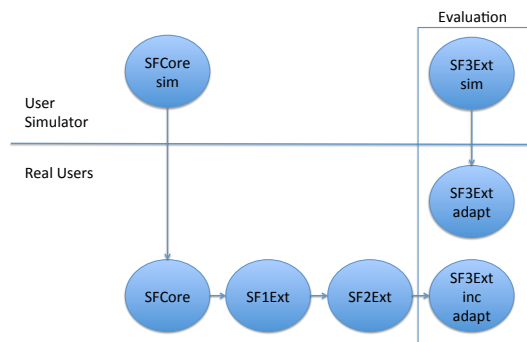 Evaluation
SFCore
sim
SF3Ext
sim
User
Simulator
Real Users
SF3Ext
adapt
SFCore
SF1Ext
SF2Ext
SF3Ext
inc
adapt